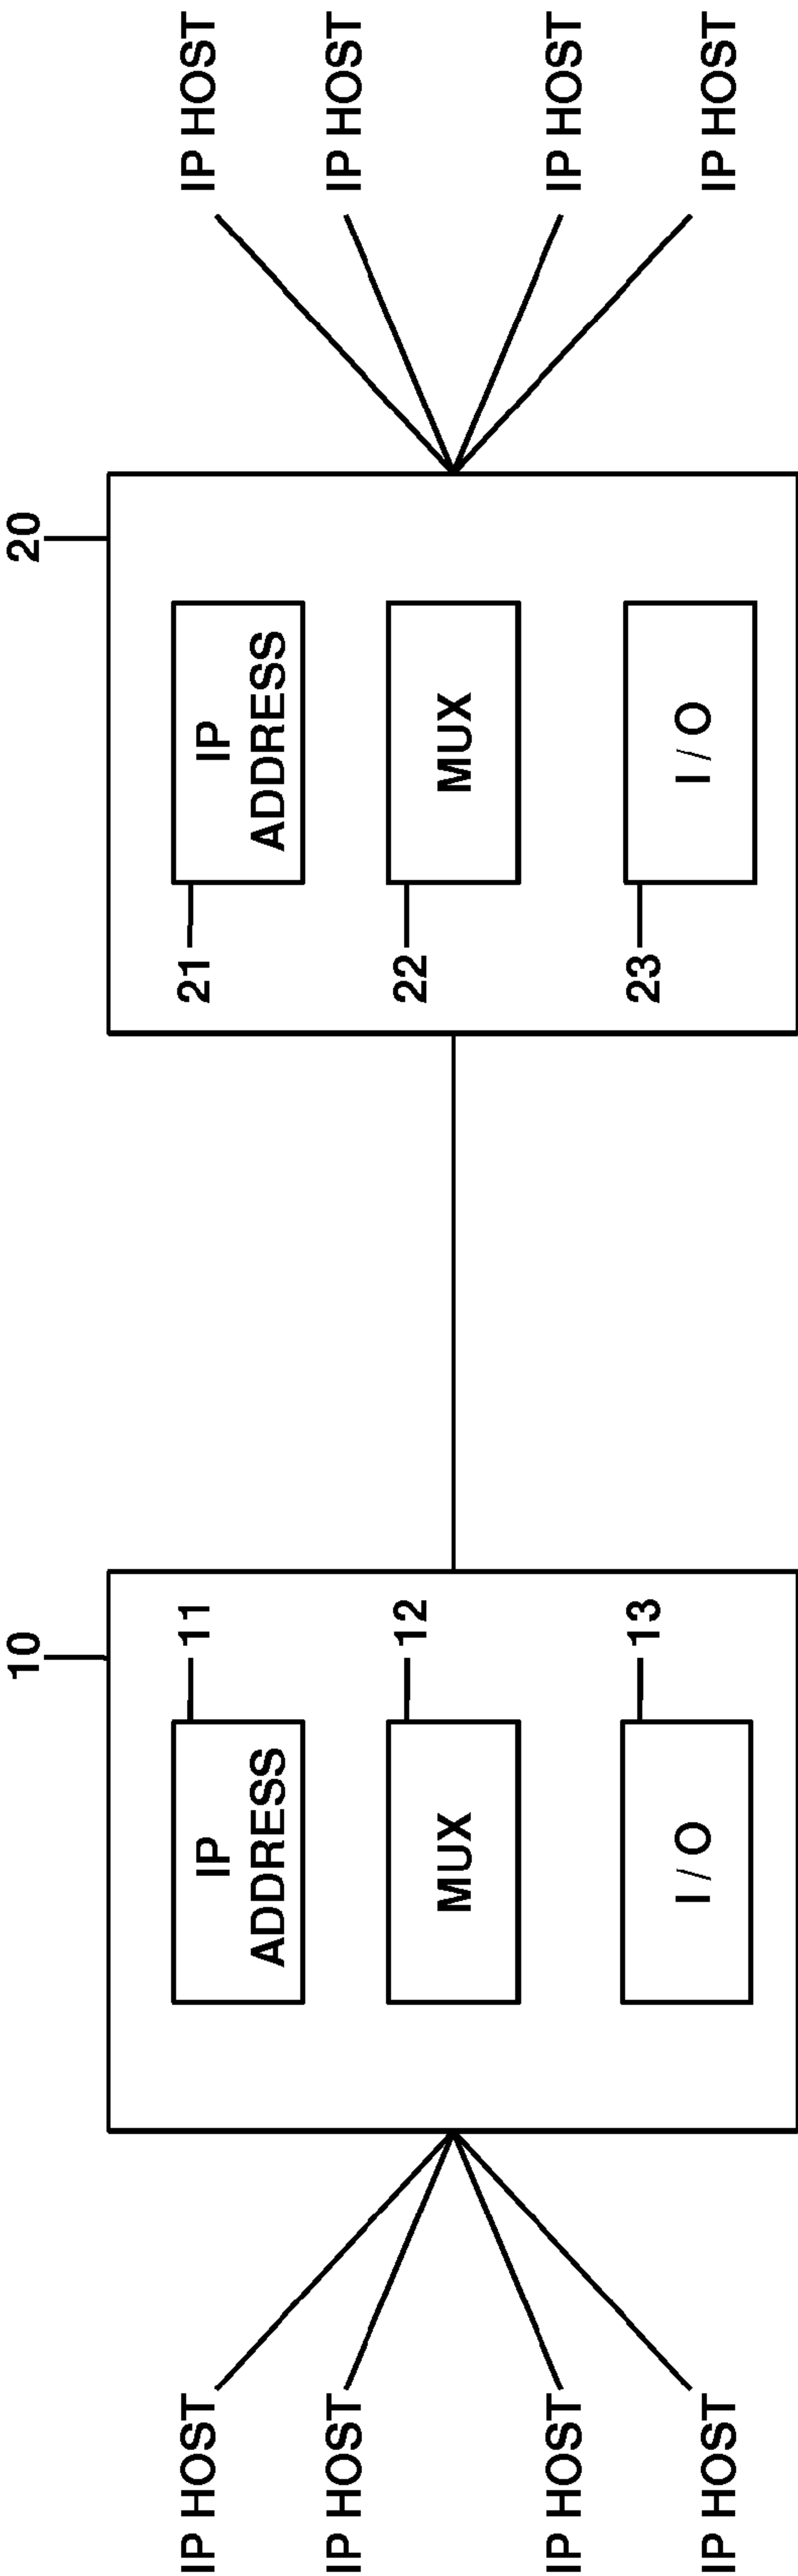 10
20
IP HOST
IP HOST
IP HOST
IP HOST
IP
ADDRESS
11
MUX
12
I / O
13
21
IP
ADDRESS
22
MUX
23
I / O
IP HOST
IP HOST
IP HOST
IP HOST